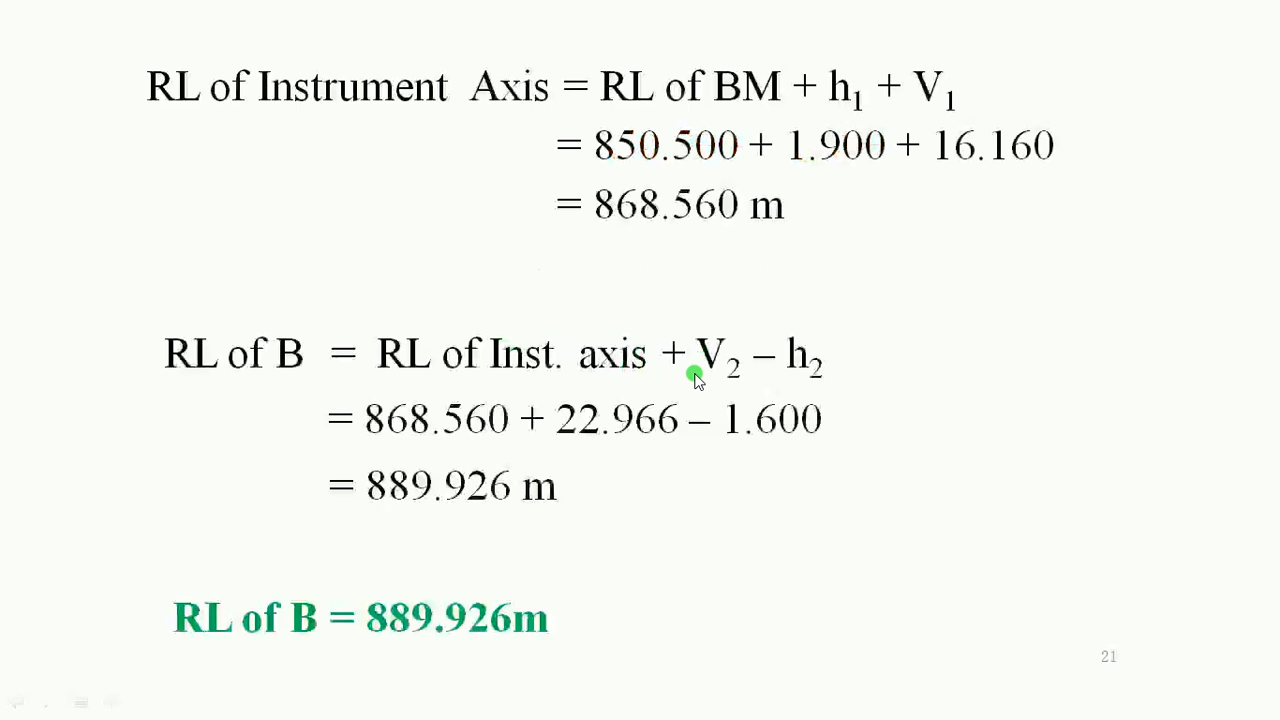 RL of Instrument Axis = RL of BM + h₁ + V₁
= 850.500 + 1.900 + 16.160
= 868.560 m
RL of B = RL of Inst. axis + V₂ – h₂
= 868.560 + 22.966 – 1.600
= 889.926 m
RL of B = 889.926m
21